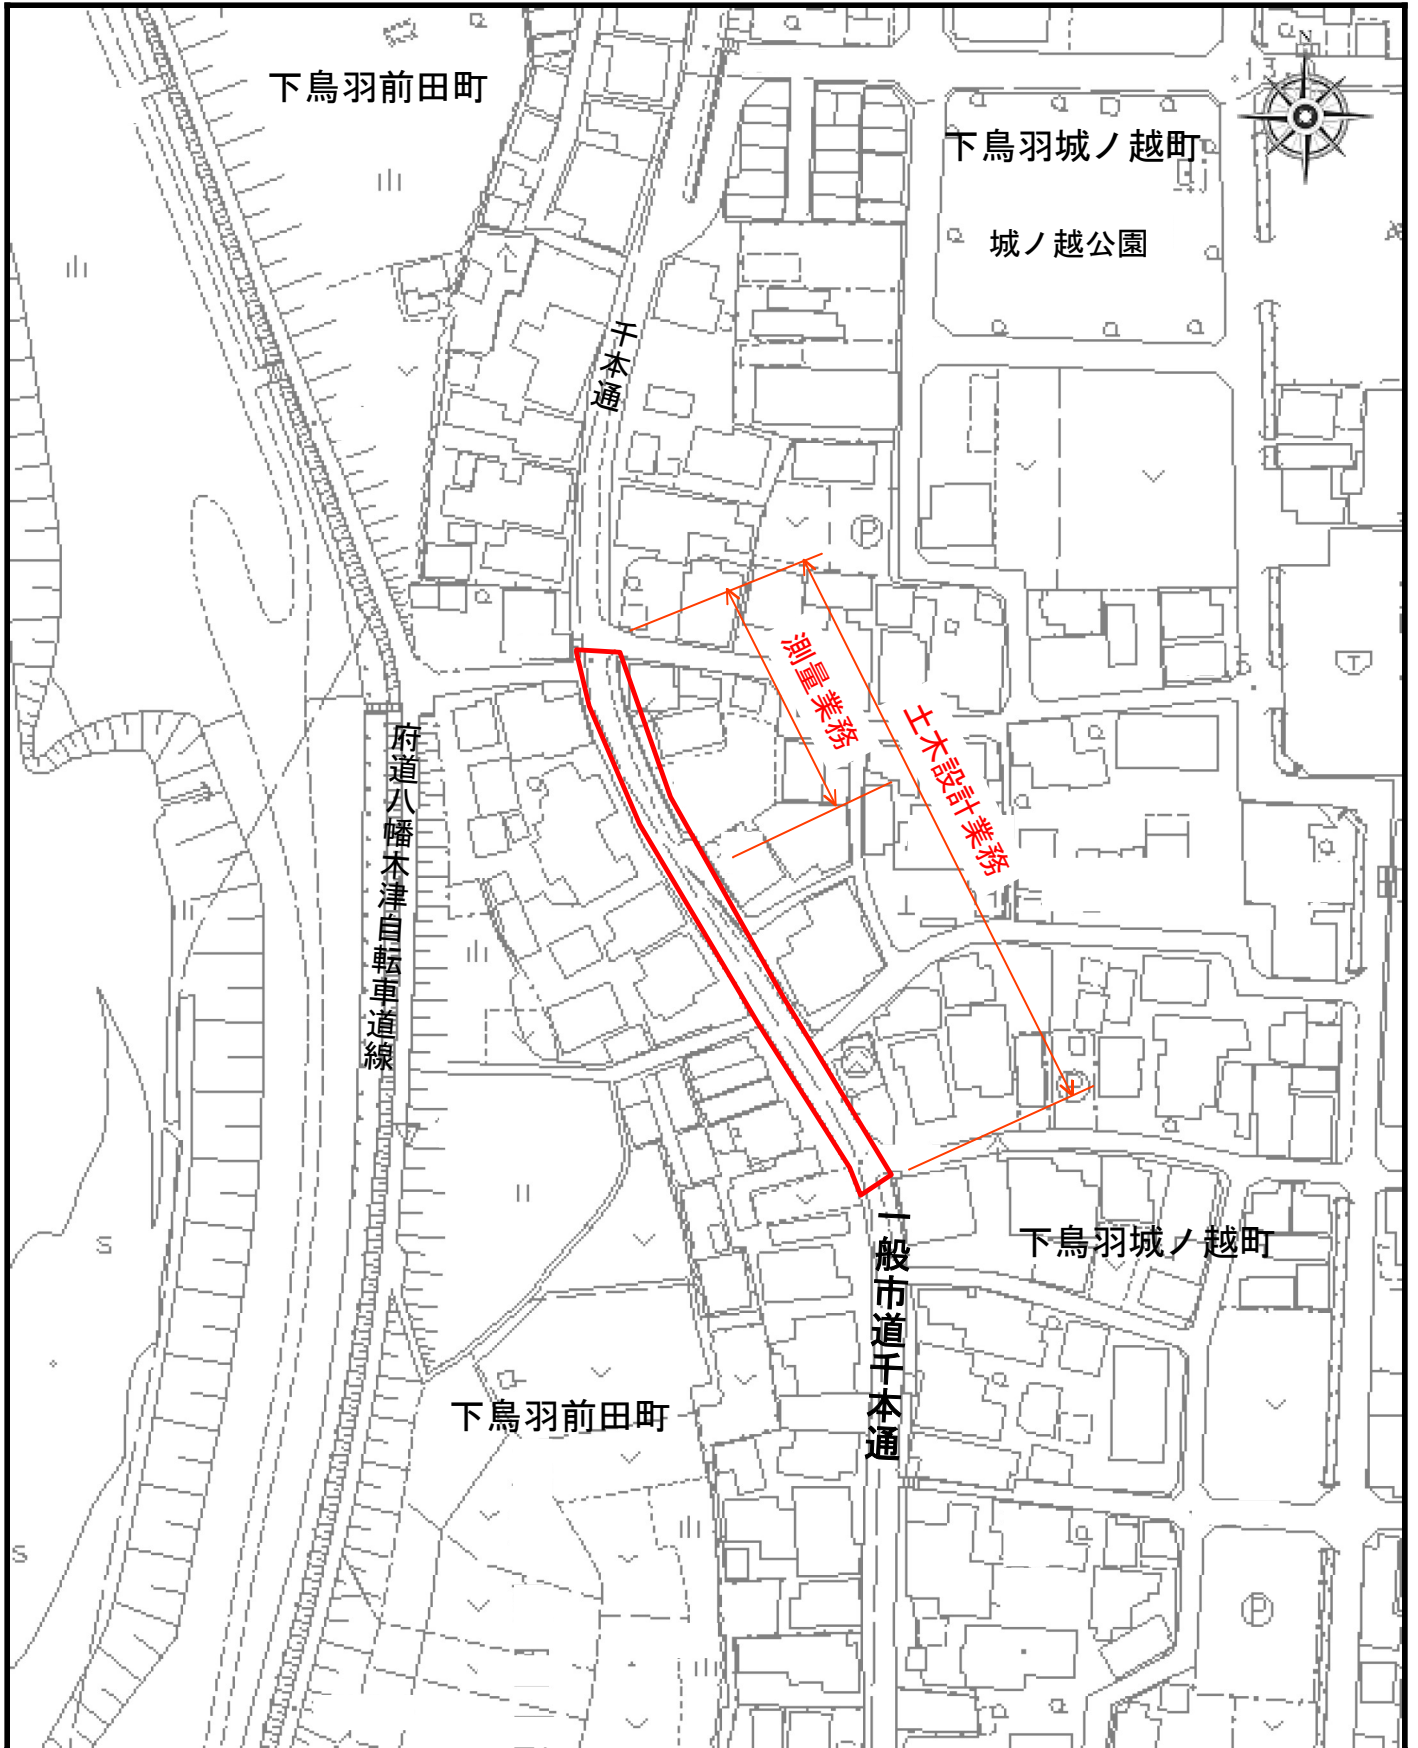 N
下鳥羽前田町
下鳥羽城ノ越町
城ノ越公園
千本通
P
測量業務
土木設計業務
T
府道八幡木津自転車道線
下鳥羽城ノ越町
一般市道千本通
S
下鳥羽前田町
S
P